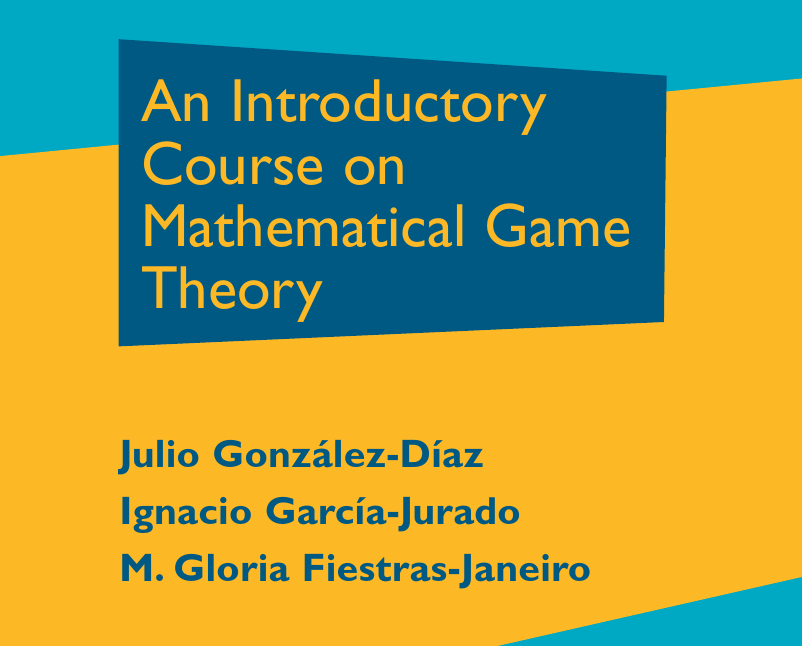 An Introductory
Course on
Mathematical Game
Theory
Julio González-Díaz
Ignacio García-Jurado
M. Gloria Fiestras-Janeiro